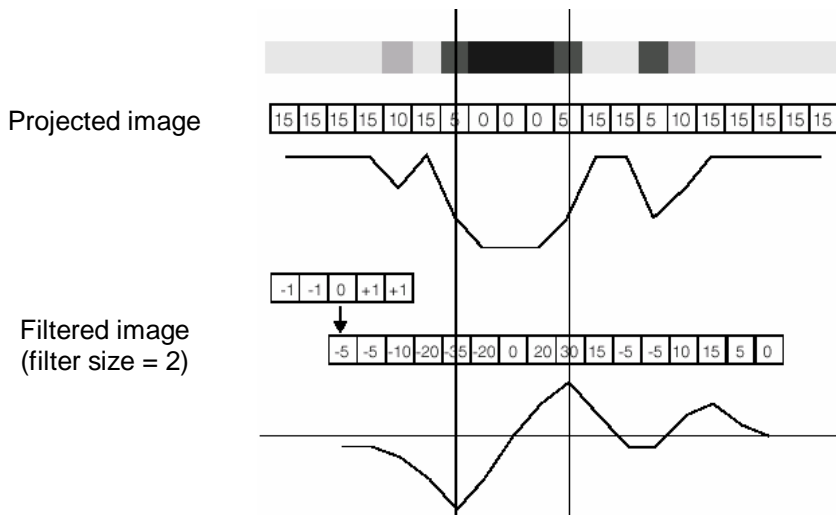 Projected image
15 15 15 15 10 15 5 0 0 0 5 15 15 5 10 15 15 15 15 15
-1 -1 0 +1 +1
Filtered image
(filter size = 2)
-5 -5 -10 -20 -35 -20 0 20 30 15 -5 -5 10 15 5 0